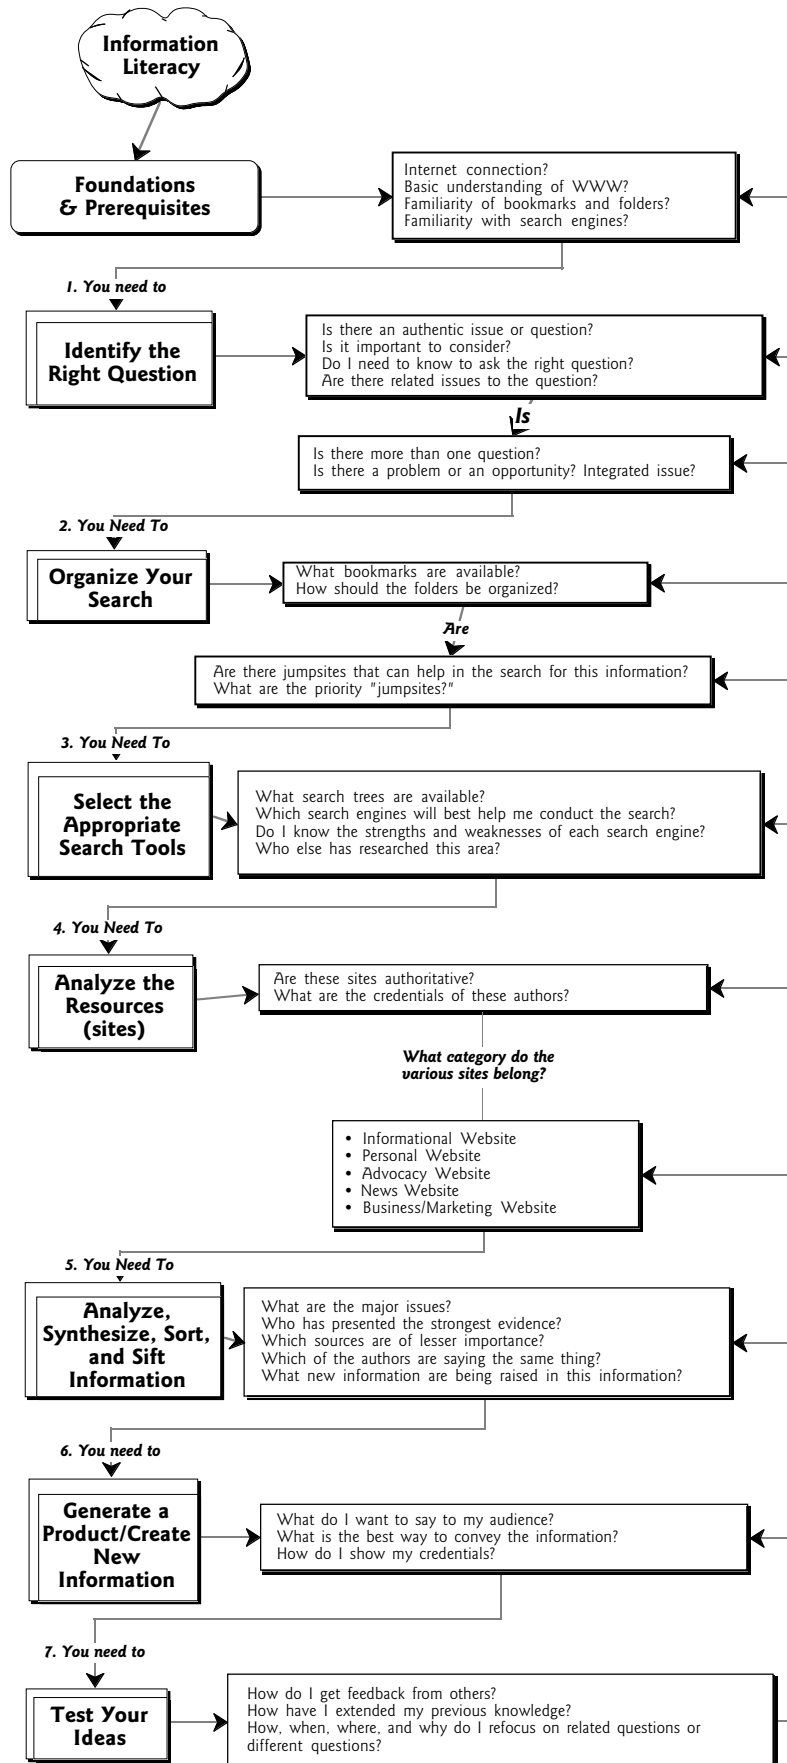 Information
Literacy
Foundations
& Prerequisites
Internet connection?
Basic understanding of WWW?
Familiarity of bookmarks and folders?
Familiarity with search engines?
1. You need to
Identify the
Right Question
Is there an authentic issue or question?
Is it important to consider?
Do I need to know to ask the right question?
Are there related issues to the question?
Is
Is there more than one question?
Is there a problem or an opportunity? Integrated issue?
2. You Need To
Organize Your
Search
What bookmarks are available?
How should the folders be organized?
Are
Are there jumpsites that can help in the search for this information?
What are the priority "jumpsites?"
3. You Need To
Select the
Appropriate
Search Tools
What search trees are available?
Which search engines will best help me conduct the search?
Do I know the strengths and weaknesses of each search engine?
Who else has researched this area?
4. You Need To
Analyze the
Resources
(sites)
Are these sites authoritative?
What are the credentials of these authors?
What category do the
various sites belong?
• Informational Website
• Personal Website
• Advocacy Website
• News Website
• Business/Marketing Website
5. You Need To
Analyze,
Synthesize, Sort,
and Sift
Information
What are the major issues?
Who has presented the strongest evidence?
Which sources are of lesser importance?
Which of the authors are saying the same thing?
What new information are being raised in this information?
6. You need to
Generate a
Product/Create
New
Information
What do I want to say to my audience?
What is the best way to convey the information?
How do I show my credentials?
7. You need to
Test Your
Ideas
How do I get feedback from others?
How have I extended my previous knowledge?
How, when, where, and why do I refocus on related questions or
different questions?